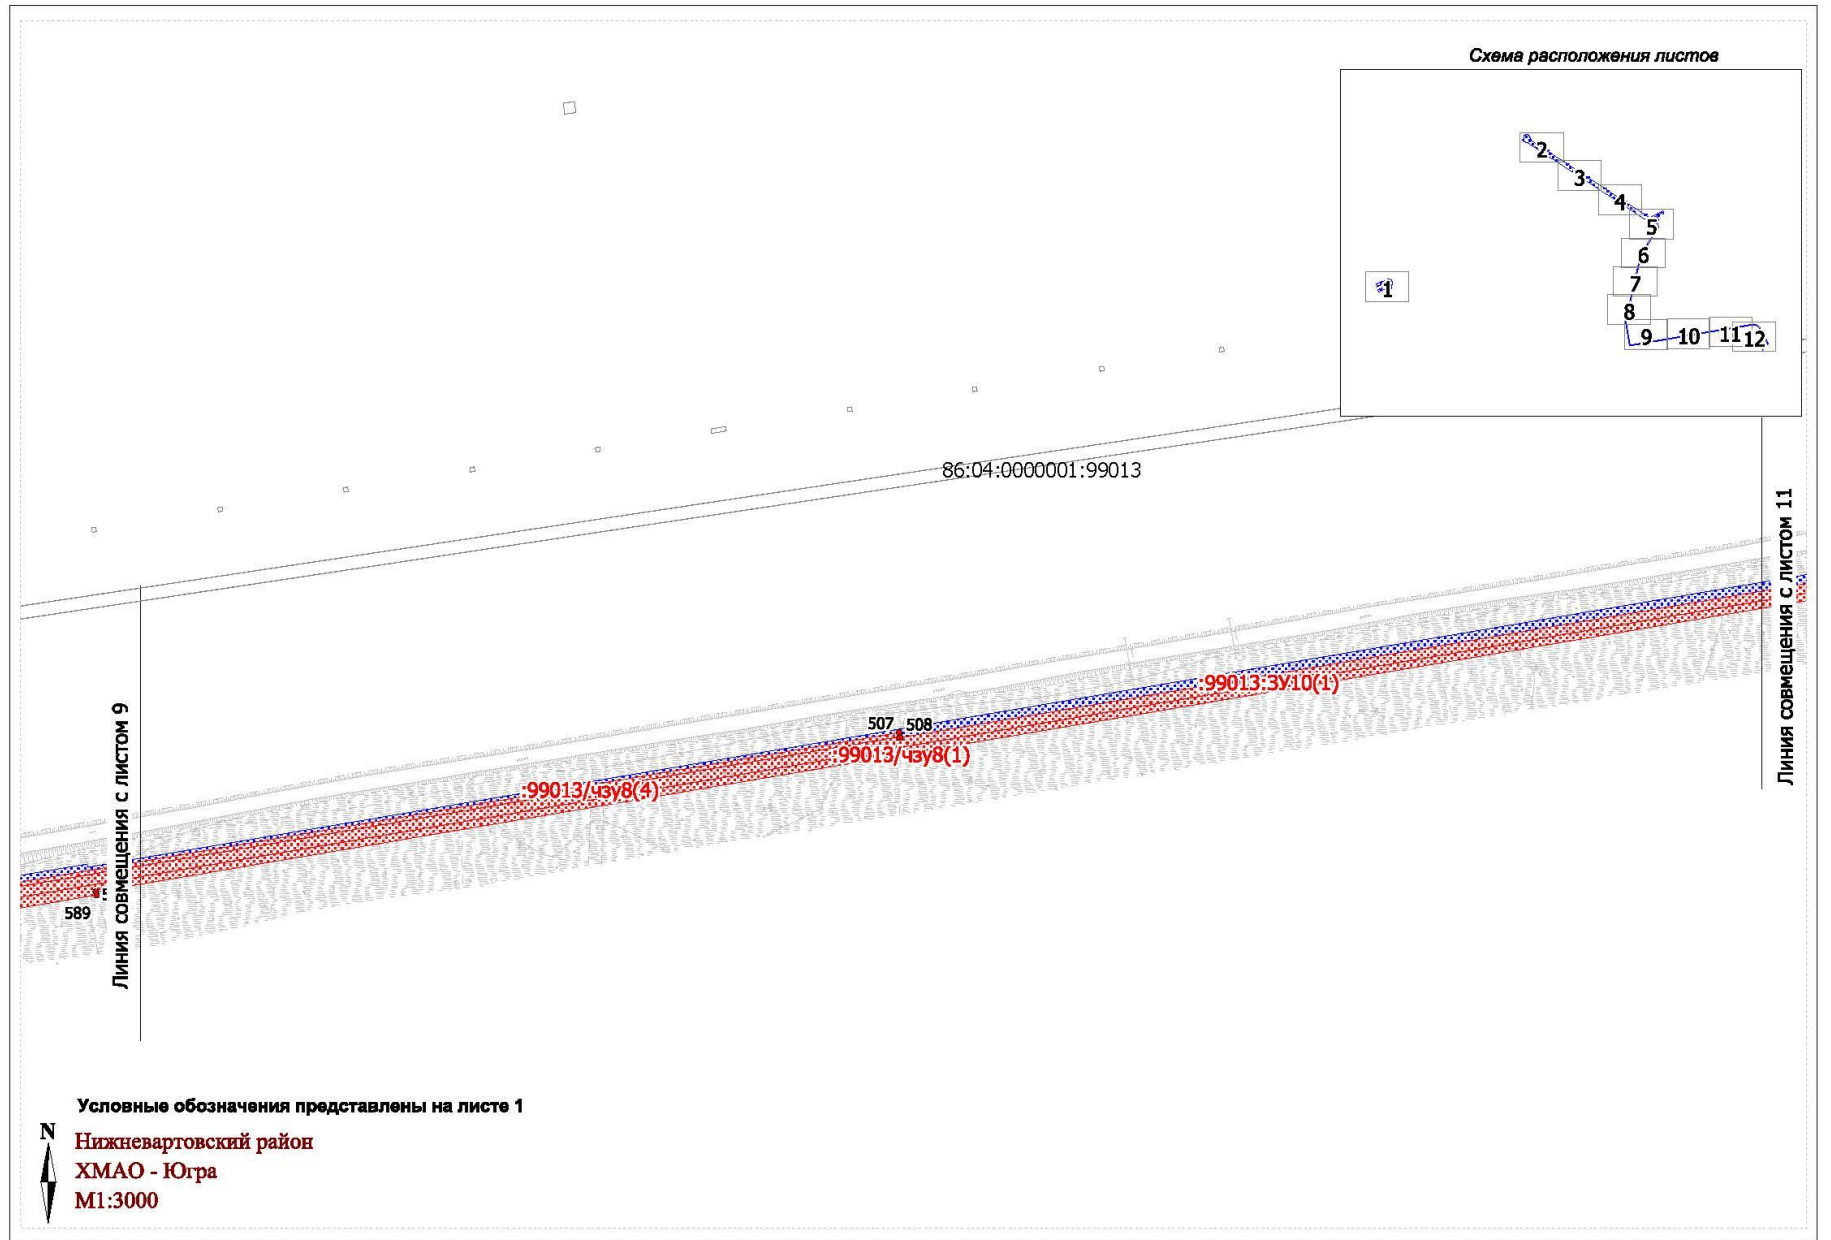 Схема расположения листов
2
3
4
5
6
7
8
1
9
10
11
12
86:04:0000001:99013
Линия совмещения с листом 11
:99013:ЗУ10(1)
507
508
:99013/чзу8(1)
:99013/чзу8(4)
Линия совмещения с листом 9
589
Условные обозначения представлены на листе 1
N
Нижневартовский район
ХМАО - Югра
М1:3000